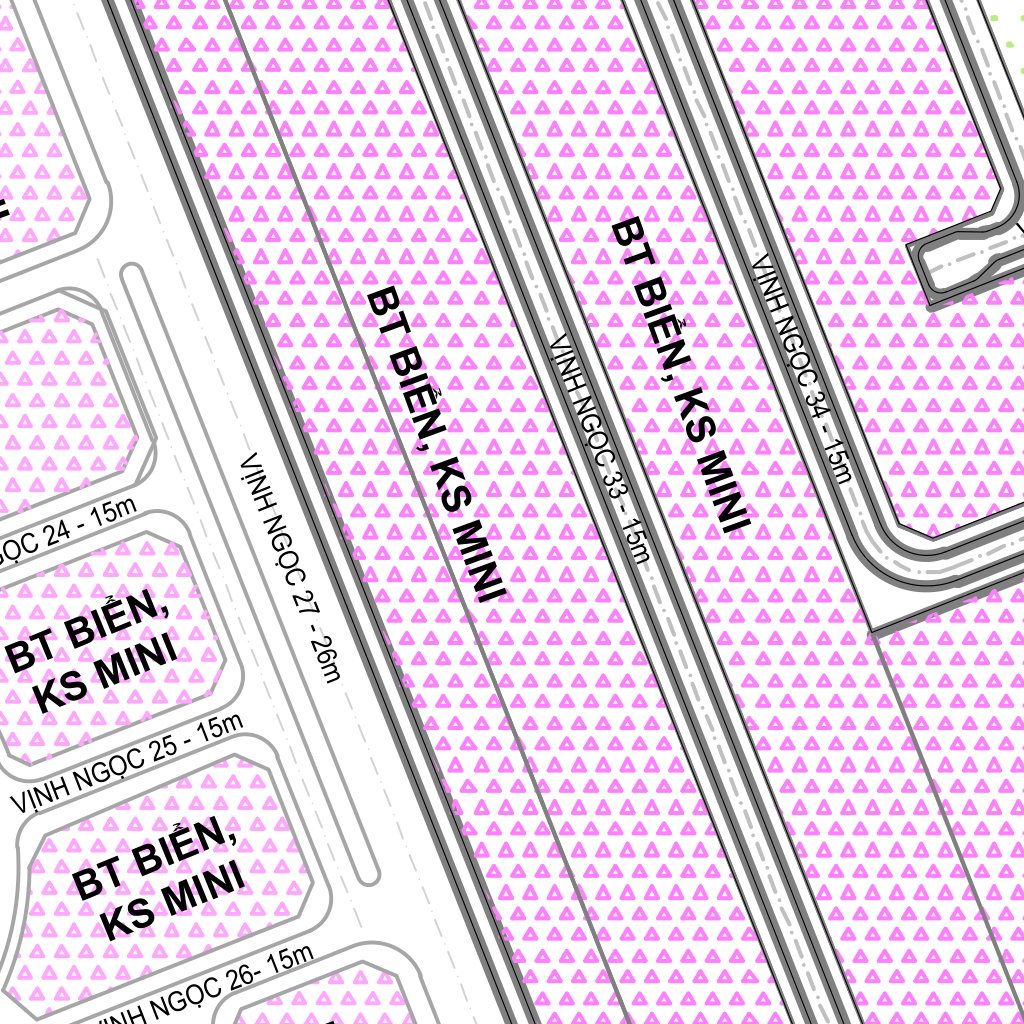 BT BIỂN, KS MINI
BT BIỂN, KS MINI
VỊNH NGỌC 34 - 15m
VỊNH NGỌC 33 - 15m
VỊNH NGỌC 27 - 26m
24 - 15m
BT BIỂN,
KS MINI
VỊNH NGỌC 25 - 15m
BT BIỂN,
KS MINI
VỊNH NGỌC 26- 15m